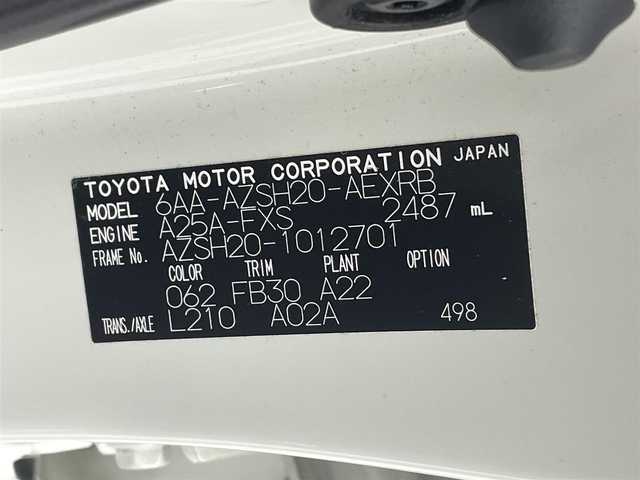 TOYOTA MOTOR CORPORATION JAPAN
MODEL 6AA-AZSH20-AEXRB
ENGINE A25A-FXS 2487 mL
FRAME No. AZSH20-1012701
COLOR TRIM PLANT OPTION
062 FB30 A22
TRANS./AXLE L210 A02A 498